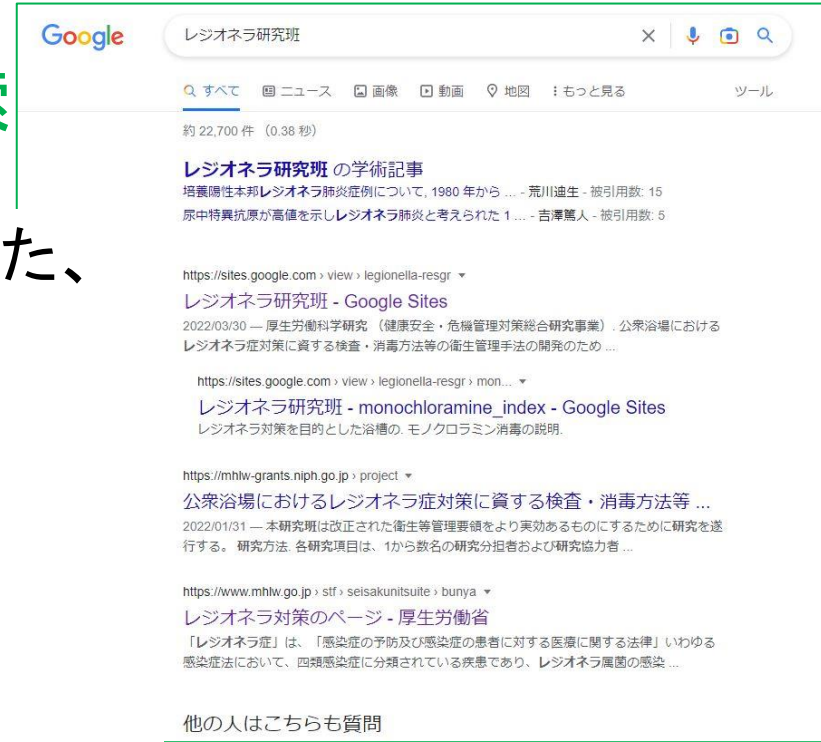 Google
レジオネラ研究班
すべて ニュース 画像 動画 地図 もっと見る ツール
約 22,700 件 （0.38 秒）
索
レジオネラ研究班 の学術記事
培養陽性本邦レジオネラ肺炎症例について, 1980 年から ... - 荒川迪生 - 被引用数: 15
尿中特異抗原が高値を示しレジオネラ肺炎と考えられた 1 ... - 吉澤篤人 - 被引用数: 5
た、
https://sites.google.com › view › legionella-resgr
レジオネラ研究班 - Google Sites
2022/03/30 — 厚生労働科学研究 （健康安全・危機管理対策総合研究事業）. 公衆浴場における
レジオネラ症対策に資する検査・消毒方法等の衛生管理手法の開発のため ...
https://sites.google.com › view › legionella-resgr › mon...
レジオネラ研究班 - monochloramine_index - Google Sites
レジオネラ対策を目的とした浴槽の. モノクロラミン消毒の説明.
https://mhlw-grants.niph.go.jp › project
公衆浴場におけるレジオネラ症対策に資する検査・消毒方法等 ...
2022/01/31 — 本研究班は改正された衛生等管理要領をより実効あるものにするために研究を遂
行する。 研究方法. 各研究項目は、1から数名の研究分担者および研究協力者 ...
https://www.mhlw.go.jp › stf › seisakunitsuite › bunya
レジオネラ対策のページ - 厚生労働省
「レジオネラ症」は、「感染症の予防及び感染症の患者に対する医療に関する法律」いわゆる
感染症法において、四類感染症に分類されている疾患であり、レジオネラ属菌の感染 ...
他の人はこちらも質問